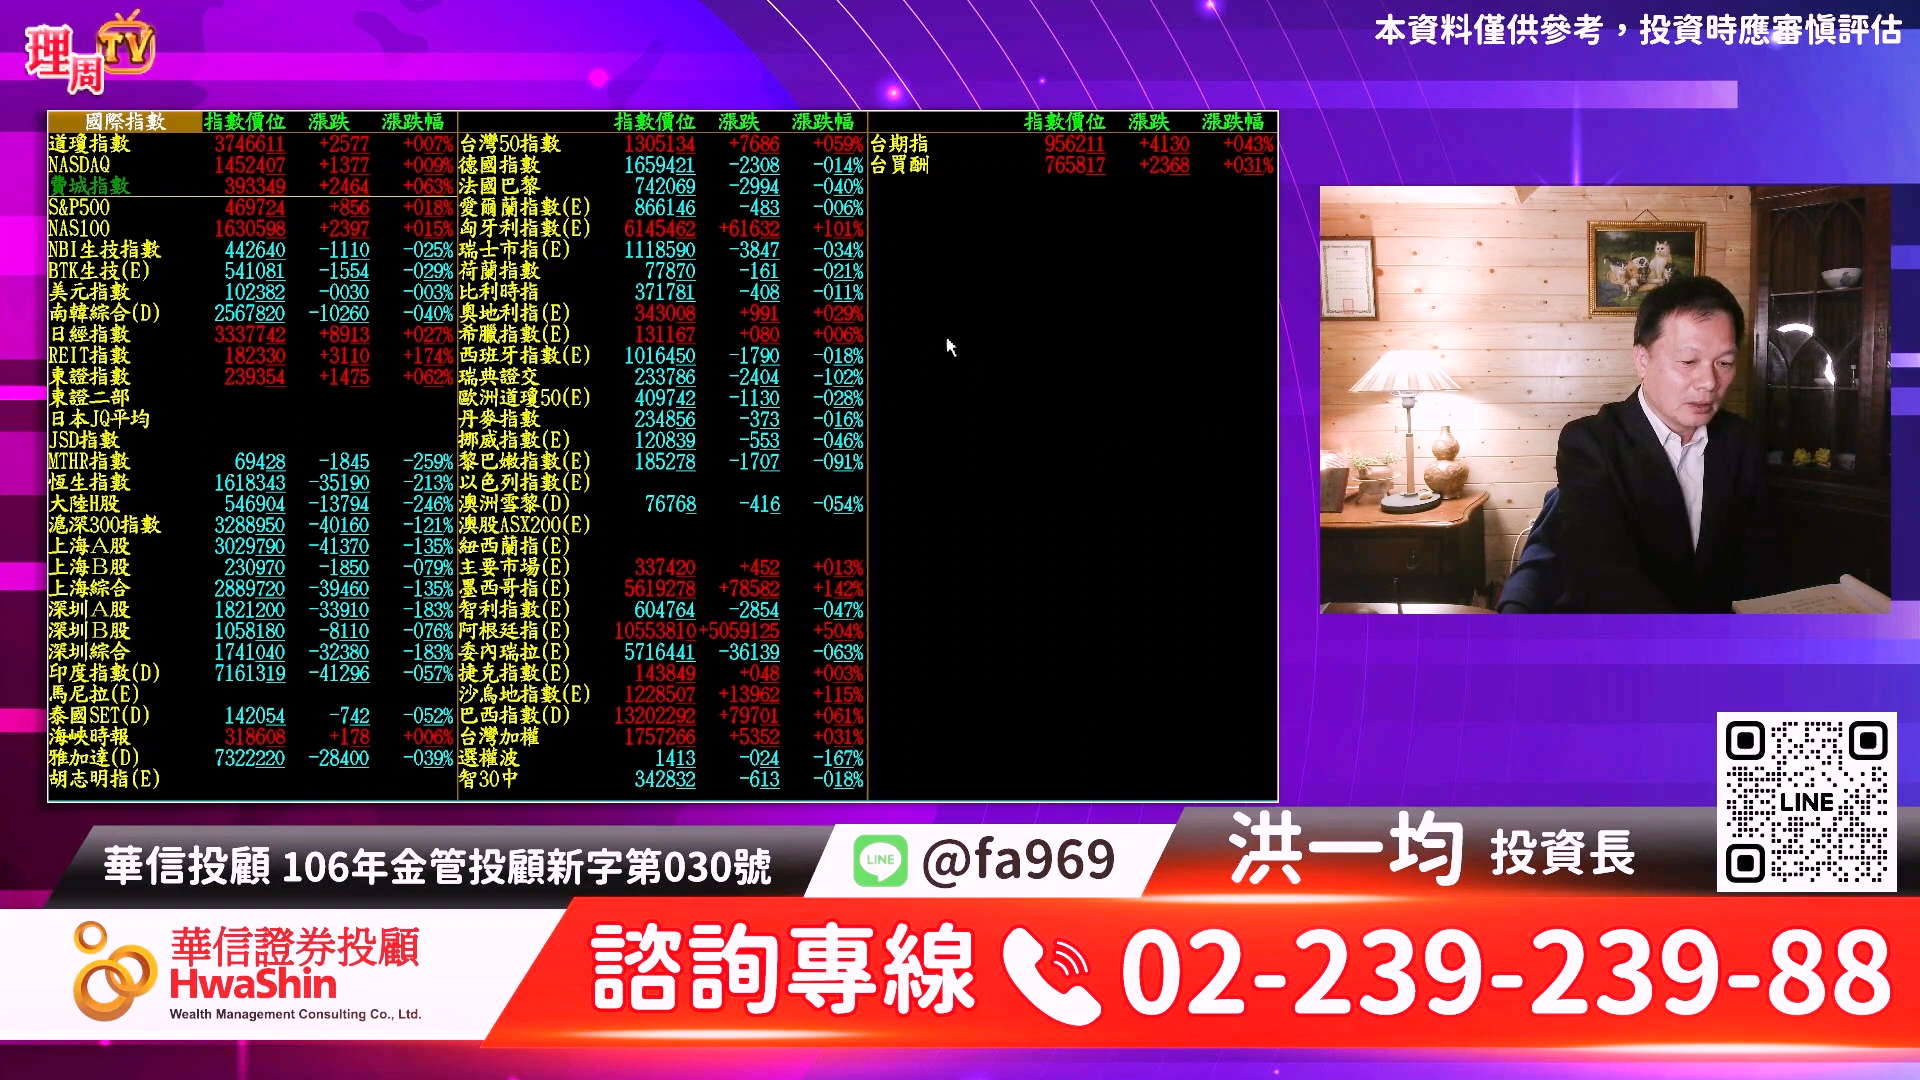 理周TV
本資料僅供參考，投資時應審慎評估
國際指數 指數價位 漲跌 漲跌幅
道瓊指數 3746611 +2577 +007%
NASDAQ 1452407 +1377 +009%
費城指數 393349 +2464 +063%
S&P500 469724 +856 +018%
NAS100 1630598 +2397 +015%
NBI生技指數 442640 -1110 -025%
BTK生技(E) 541081 -1554 -029%
美元指數 102382 -0030 -003%
南韓綜合(D) 2567820 -10260 -040%
日經指數 3337742 +8913 +027%
REIT指數 182330 +3110 +174%
東證指數 239354 +1475 +062%
東證二部
日本JQ平均
JSD指數
MTHR指數 69428 -1845 -259%
恆生指數 1618343 -35190 -213%
大陸H股 546904 -13794 -246%
滬深300指數 3288950 -40160 -121%
上海A股 3029790 -41370 -135%
上海B股 230970 -1850 -079%
上海綜合 2889720 -39460 -135%
深圳A股 1821200 -33910 -183%
深圳B股 1058180 -8110 -076%
深圳綜合 1741040 -32380 -183%
印度指數(D) 7161319 -41296 -057%
馬尼拉(E)
泰國SET(D) 142054 -742 -052%
海峽時報 318608 +178 +006%
雅加達(D) 7322220 -28400 -039%
胡志明指(E)
指數價位 漲跌 漲跌幅
台灣50指數 1305134 +7686 +059%
德國指數 1659421 -2308 -014%
法國巴黎 742069 -2994 -040%
愛爾蘭指數(E) 866146 -483 -006%
匈牙利指數(E) 6145462 +61632 +101%
瑞士市指(E) 1118590 -3847 -034%
荷蘭指數 77870 -161 -021%
比利時指 371781 -408 -011%
奧地利指(E) 343008 +991 +029%
希臘指數(E) 131167 +080 +006%
西班牙指數(E) 1016450 -1790 -018%
瑞典證交 233786 -2404 -102%
歐洲道瓊50(E) 409742 -1130 -028%
丹麥指數 234856 -373 -016%
挪威指數(E) 120839 -553 -046%
黎巴嫩指數(E) 185278 -1707 -091%
以色列指數(E)
澳洲雪黎(D) 76768 -416 -054%
澳股ASX200(E)
紐西蘭指(E)
主要市場(E) 337420 +452 +013%
墨西哥指(E) 5619278 +78582 +142%
智利指數(E) 604764 -2854 -047%
阿根廷指(E) 10553810 +5059125 +504%
委內瑞拉(E) 5716441 -36139 -063%
捷克指數(E) 143849 +048 +003%
沙烏地指數(E) 1228507 +13962 +115%
巴西指數(D) 13202292 +79701 +061%
台灣加權 1757266 +5352 +031%
選權波 1413 -024 -167%
智30中 342832 -613 -018%
指數價位 漲跌 漲跌幅
台期指 956211 +4130 +043%
台買酬 765817 +2368 +031%
LINE
華信投顧 106年金管投顧新字第030號
LINE @fa969
洪一均 投資長
華信證券投顧
HwaShin
Wealth Management Consulting Co., Ltd.
諮詢專線 02-239-239-88